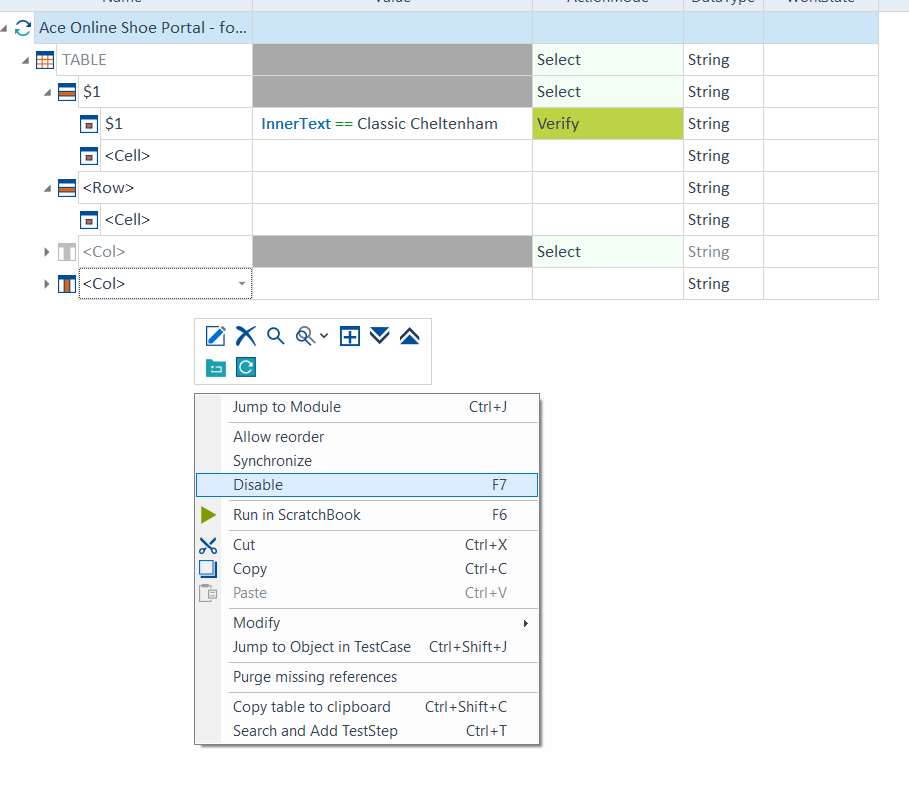 Name Value ActionMode DataType WorkState
Ace Online Shoe Portal - fo...
TABLE Select String
$1 Select String
$1 InnerText == Classic Cheltenham Verify String
<Cell> String
<Row> String
<Cell> String
<Col> Select String
<Col> String
Jump to Module Ctrl+J
Allow reorder
Synchronize
Disable F7
Run in ScratchBook F6
Cut Ctrl+X
Copy Ctrl+C
Paste Ctrl+V
Modify
Jump to Object in TestCase Ctrl+Shift+J
Purge missing references
Copy table to clipboard Ctrl+Shift+C
Search and Add TestStep Ctrl+T